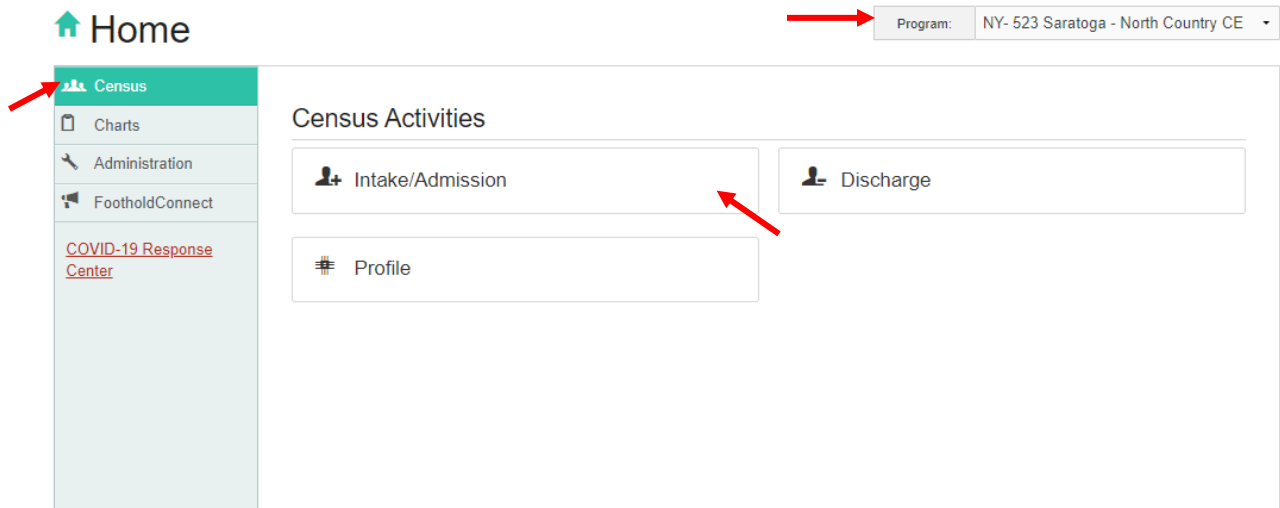 Home
Program: NY- 523 Saratoga - North Country CE
Census
Charts
Administration
FootholdConnect
COVID-19 Response
Center
Census Activities
Intake/Admission
Discharge
Profile